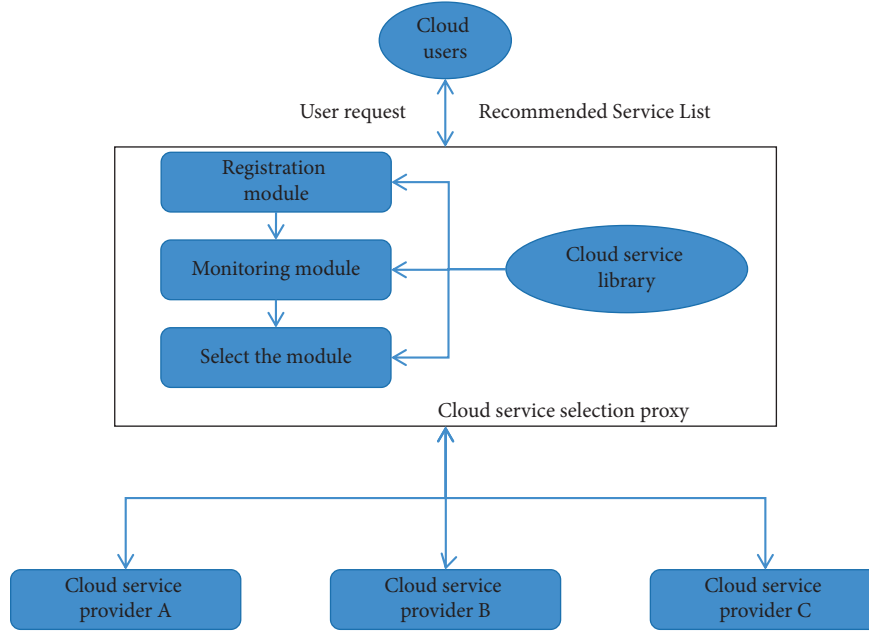 Cloud
users
User request
Recommended Service List
Registration
module
Monitoring module
Select the module
Cloud service
library
Cloud service selection proxy
Cloud service
provider A
Cloud service
provider B
Cloud service
provider C